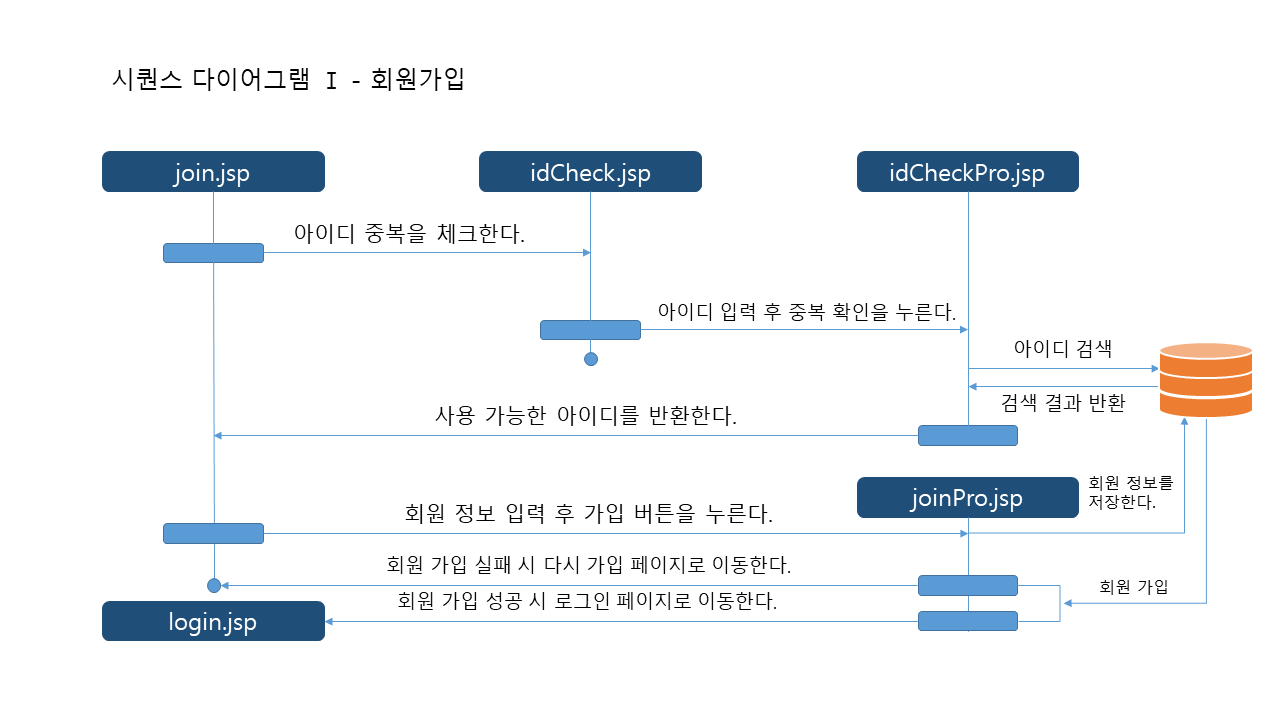 시퀀스 다이어그램 Ⅰ - 회원가입
join.jsp
idCheck.jsp
idCheckPro.jsp
아이디 중복을 체크한다.
아이디 입력 후 중복 확인을 누른다.
아이디 검색
검색 결과 반환
사용 가능한 아이디를 반환한다.
joinPro.jsp
회원 정보를
저장한다.
회원 정보 입력 후 가입 버튼을 누른다.
회원 가입 실패 시 다시 가입 페이지로 이동한다.
회원 가입
회원 가입 성공 시 로그인 페이지로 이동한다.
login.jsp